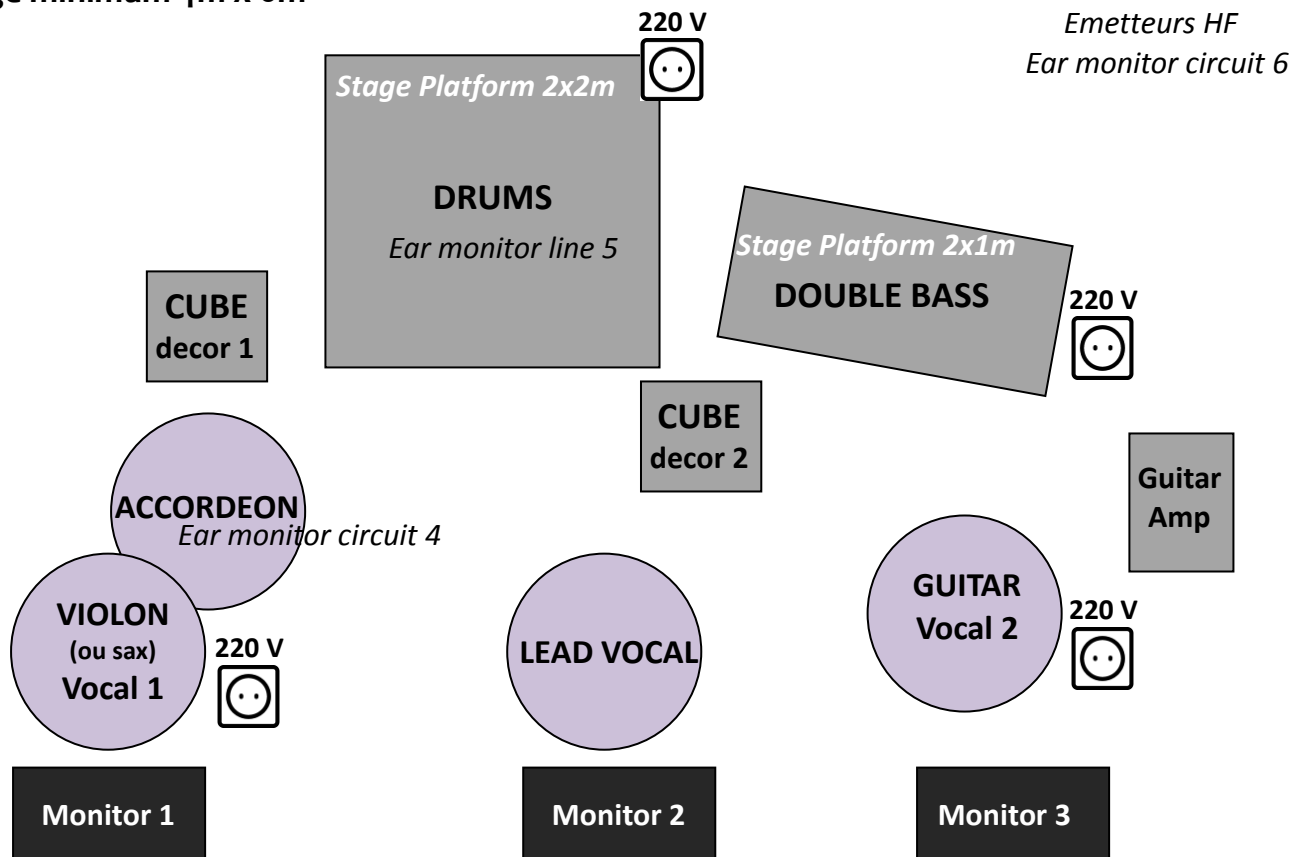 minimum
220 V
Emetteurs HF
Ear monitor circuit 6
Stage Platform 2x2m
DRUMS
Ear monitor line 5
Stage Platform 2x1m
DOUBLE BASS
220 V
CUBE
decor 1
CUBE
decor 2
Guitar
Amp
ACCORDEON
Ear monitor circuit 4
VIOLON
(ou sax)
Vocal 1
220 V
LEAD VOCAL
GUITAR
Vocal 2
220 V
Monitor 1
Monitor 2
Monitor 3